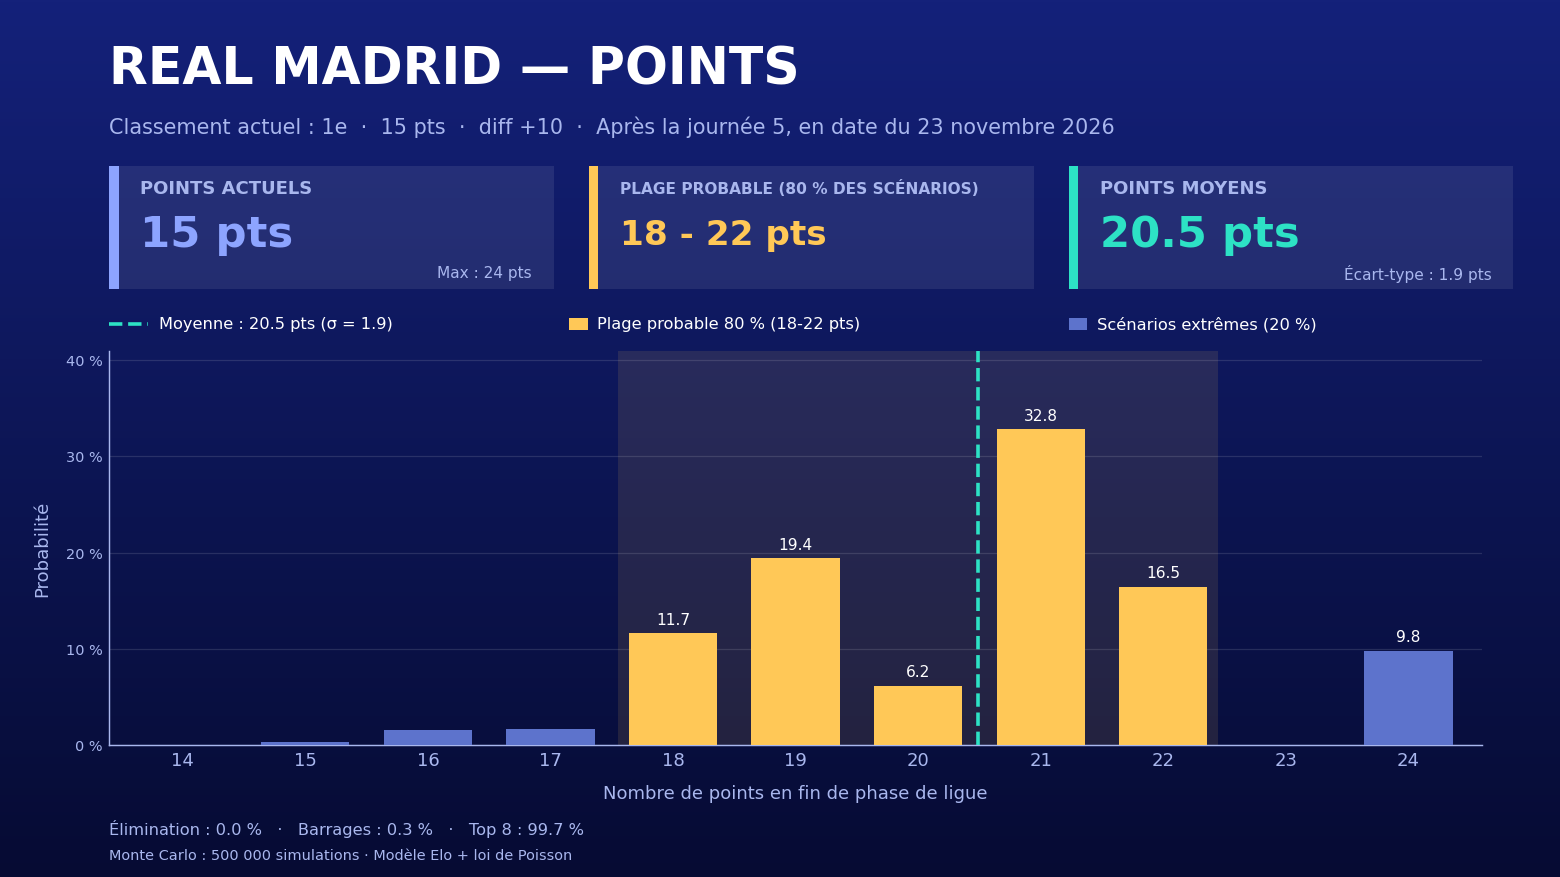 REAL MADRID — POINTS
Classement actuel : 1e · 15 pts · diff +10 · Après la journée 5, en date du 23 novembre 2026
POINTS ACTUELS
15 pts
Max : 24 pts
PLAGE PROBABLE (80 % DES SCÉNARIOS)
18 - 22 pts
POINTS MOYENS
20.5 pts
Écart-type : 1.9 pts
Moyenne : 20.5 pts (σ = 1.9)
Plage probable 80 % (18-22 pts)
Scénarios extrêmes (20 %)
Probabilité
40 %
30 %
20 %
10 %
0 %
11.7
19.4
6.2
32.8
16.5
9.8
14 15 16 17 18 19 20 21 22 23 24
Nombre de points en fin de phase de ligue
Élimination : 0.0 % · Barrages : 0.3 % · Top 8 : 99.7 %
Monte Carlo : 500 000 simulations · Modèle Elo + loi de Poisson